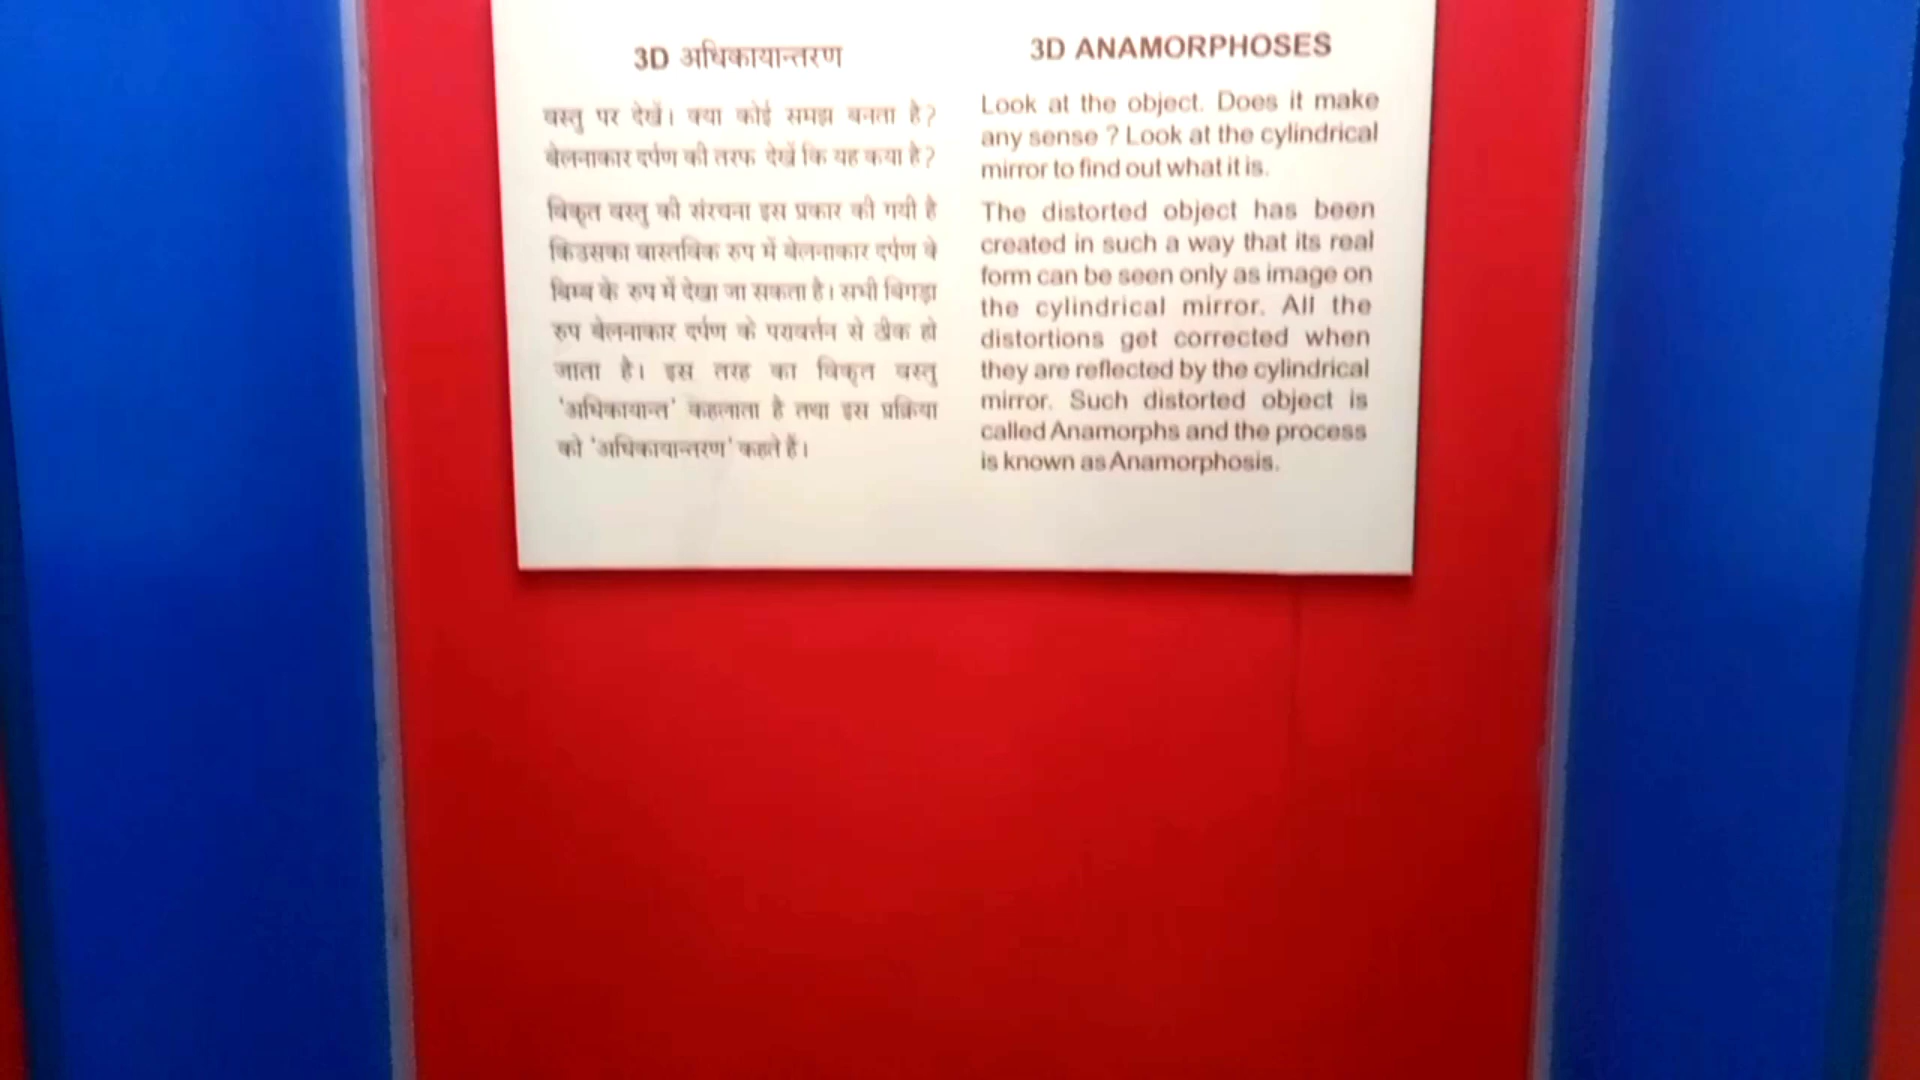 3D अधिकायान्तरण
वस्तु पर देखें। क्या कोई समझ बनता है?
बेलनाकार दर्पण की तरफ देखें कि यह कया है?
विकृत वस्तु की संरचना इस प्रकार की गयी है
किउसका वास्तविक रुप में बेलनाकार दर्पण वे
बिम्ब के रुप में देखा जा सकता है। सभी बिगड़ा
रुप बेलनाकार दर्पण के परावर्त्तन से ठीक हो
जाता है। इस तरह का विकृत वस्तु
'अधिकायान्त' कहलाता है तथा इस प्रक्रिया
को 'अधिकायान्तरण' कहते हैं।
3D ANAMORPHOSES
Look at the object. Does it make
any sense ? Look at the cylindrical
mirror to find out what it is.
The distorted object has been
created in such a way that its real
form can be seen only as image on
the cylindrical mirror. All the
distortions get corrected when
they are reflected by the cylindrical
mirror. Such distorted object is
called Anamorphs and the process
is known as Anamorphosis.